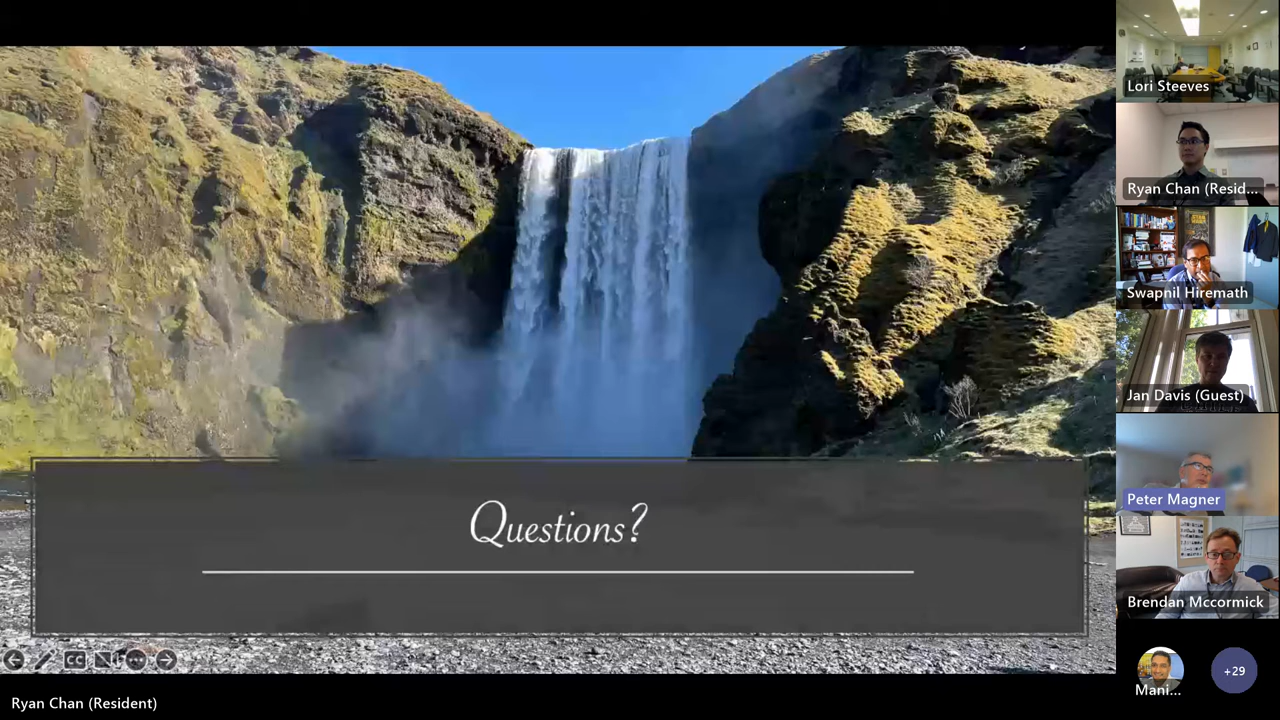 Questions?
Lori Steeves
Ryan Chan (Resid...
Swapnil Hiremath
Jan Davis (Guest)
Peter Magner
Brendan Mccormick
Mani...
+29
CC
Ryan Chan (Resident)